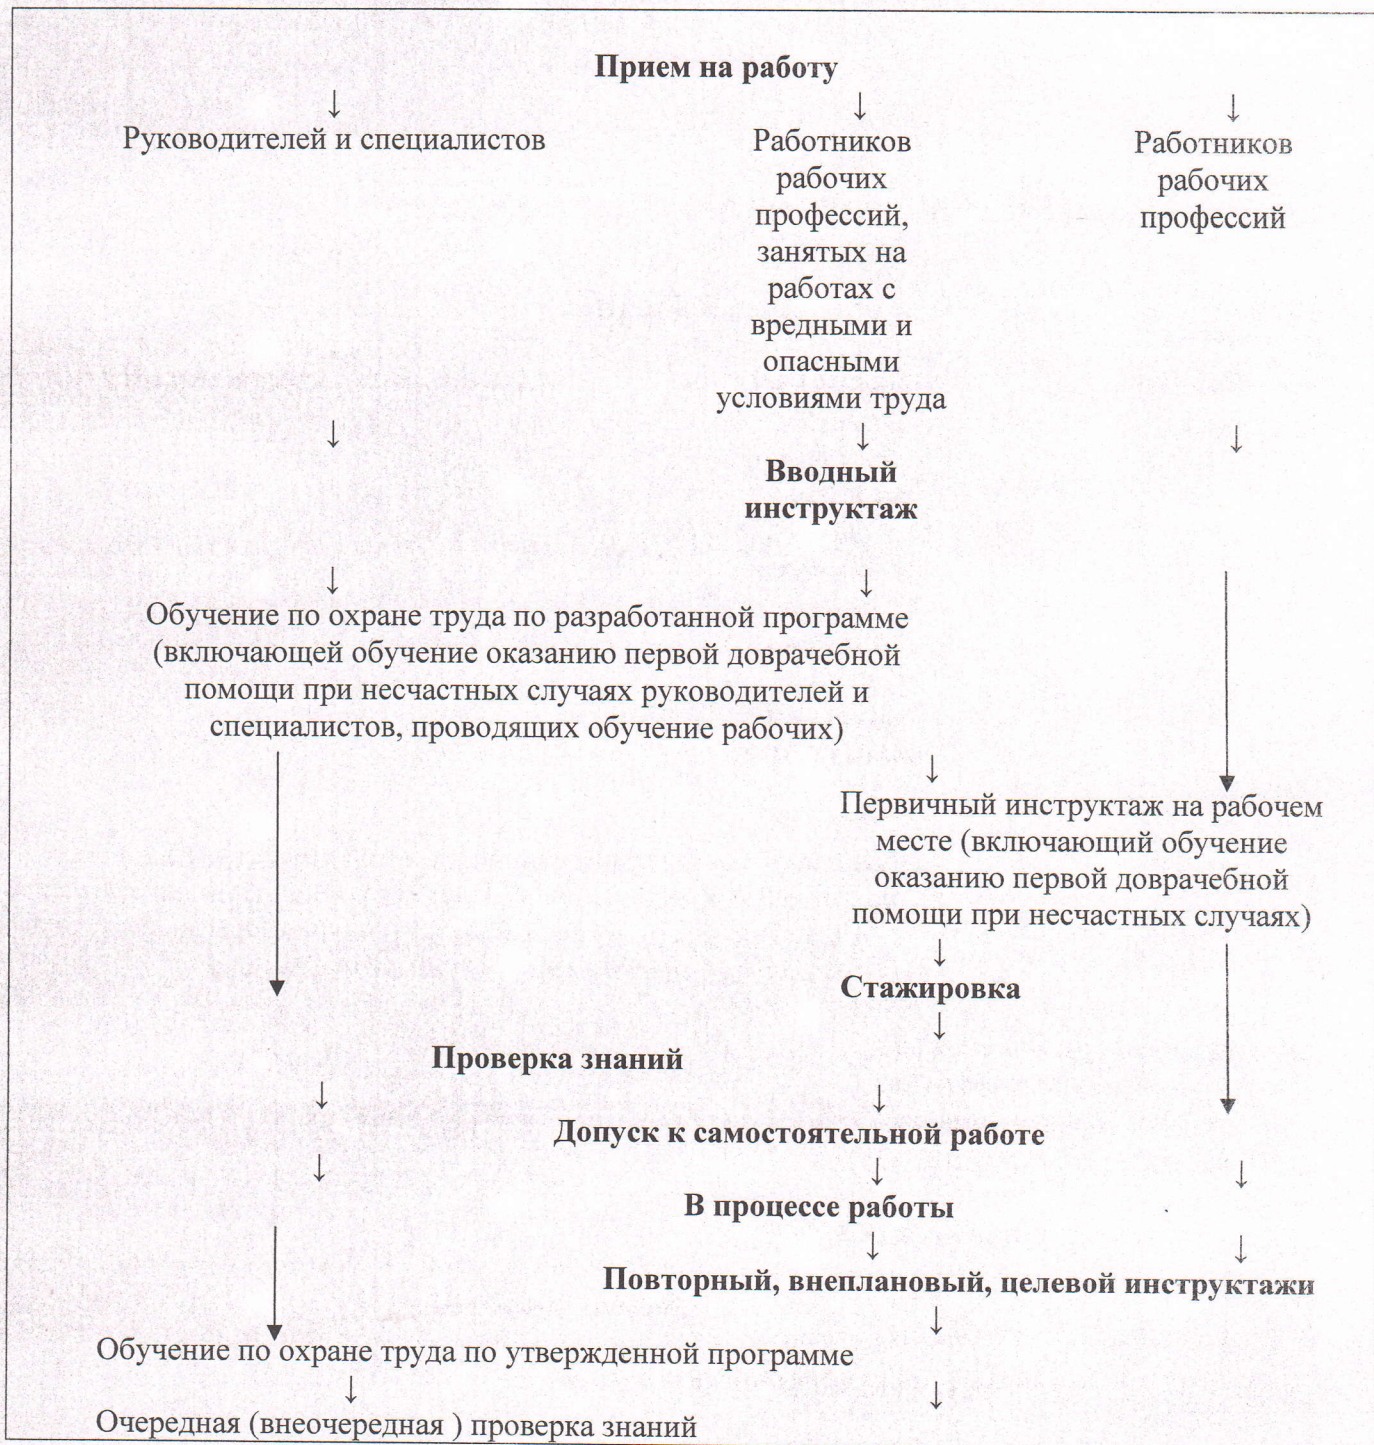 Прием на работу
↓ ↓ ↓
Руководителей и специалистов
Работников
рабочих
профессий,
занятых на
работах с
вредными и
опасными
условиями труда
Работников
рабочих
профессий
↓ ↓ ↓
Вводный
инструктаж
↓ ↓
Обучение по охране труда по разработанной программе
(включающей обучение оказанию первой доврачебной
помощи при несчастных случаях руководителей и
специалистов, проводящих обучение рабочих)
↓
Первичный инструктаж на рабочем
месте (включающий обучение
оказанию первой доврачебной
помощи при несчастных случаях)
↓
Стажировка
↓
Проверка знаний
↓ ↓
Допуск к самостоятельной работе
↓ ↓ ↓
В процессе работы
↓ ↓
Повторный, внеплановый, целевой инструктажи
↓
Обучение по охране труда по утвержденной программе
↓ ↓
Очередная (внеочередная ) проверка знаний